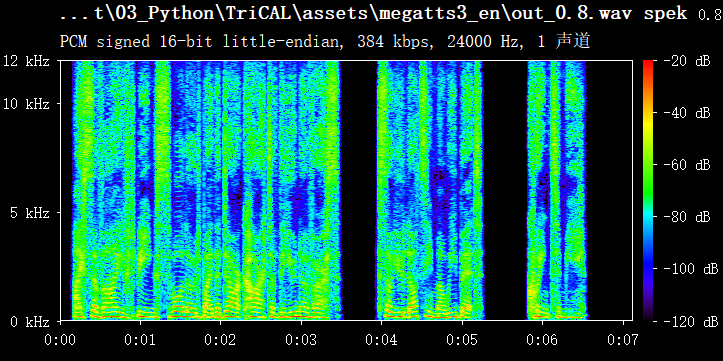 ...t\03_Python\TriCAL\assets\megatts3_en\out_0.8.wav spek 0.8
PCM signed 16-bit little-endian, 384 kbps, 24000 Hz, 1 声道
12 kHz
10 kHz
5 kHz
0 kHz
-20 dB
-40 dB
-60 dB
-80 dB
-100 dB
-120 dB
0:00 0:01 0:02 0:03 0:04 0:05 0:06 0:07